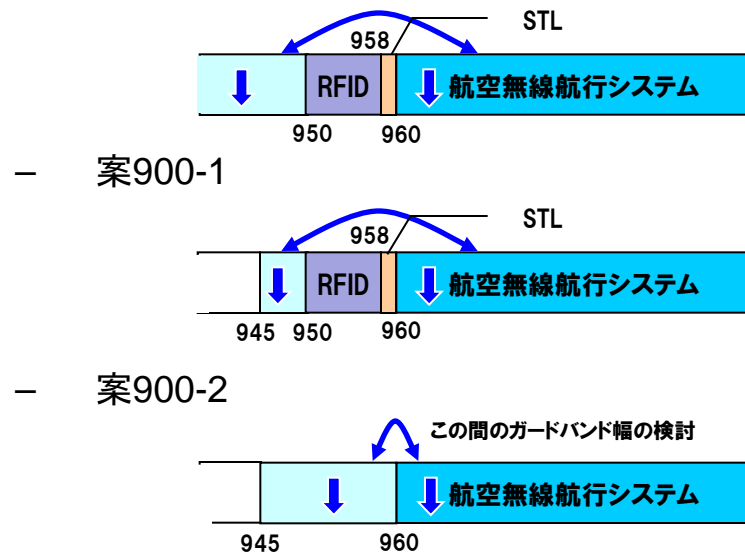 STL
958
RFID
航空無線航行システム
950 960
– 案900-1
STL
958
RFID
航空無線航行システム
945 950 960
– 案900-2
この間のガードバンド幅の検討
航空無線航行システム
945 960